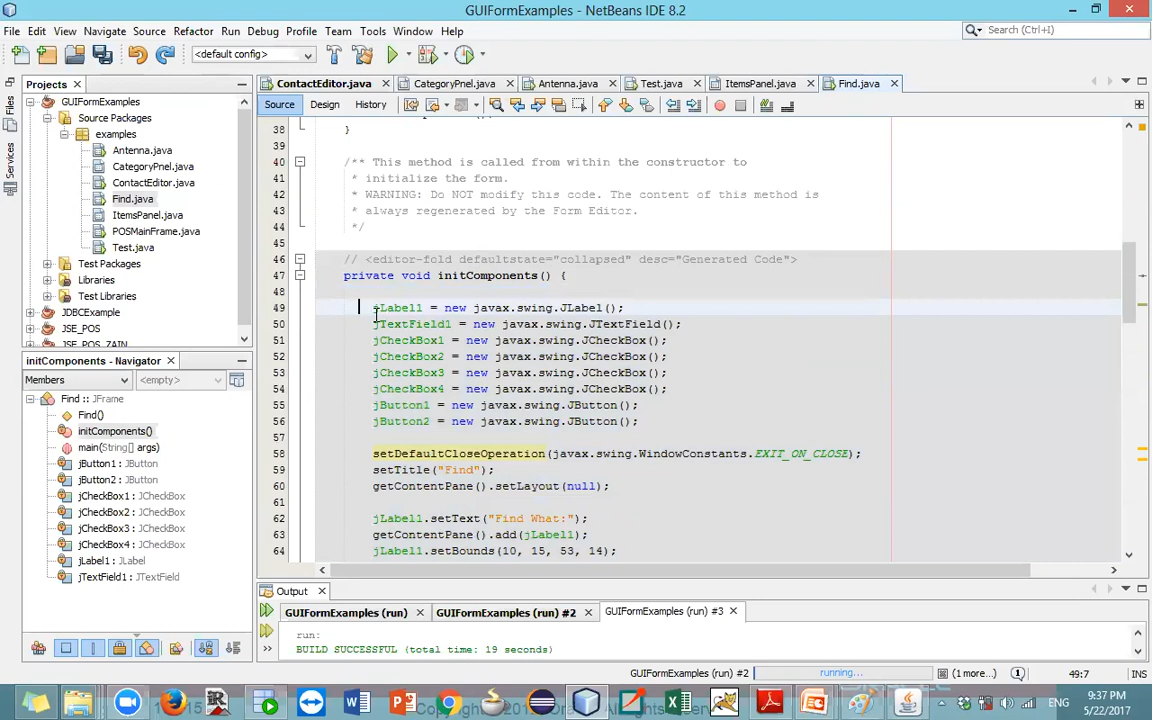 GUIFormExamples - NetBeans IDE 8.2
File Edit View Navigate Source Refactor Run Debug Profile Team Tools Window Help
Search (Ctrl+I)
<default config>
Projects
ContactEditor.java
CategoryPnel.java
Antenna.java
Test.java
ItemsPanel.java
Find.java
Files
Services
Source Design History
GUIFormExamples
Source Packages
examples
Antenna.java
CategoryPnel.java
ContactEditor.java
Find.java
ItemsPanel.java
POSMainFrame.java
Test.java
Test Packages
Libraries
Test Libraries
JDBCExample
JSE_POS
JSE_POS_ZAIN
initComponents - Navigator
Members <empty>
Find :: JFrame
Find()
initComponents()
main(String[] args)
jButton1 : JButton
jButton2 : JButton
jCheckBox1 : JCheckBox
jCheckBox2 : JCheckBox
jCheckBox3 : JCheckBox
jCheckBox4 : JCheckBox
jLabel1 : JLabel
jTextField1 : JTextField
38 }
39
40 /** This method is called from within the constructor to
41 * initialize the form.
42 * WARNING: Do NOT modify this code. The content of this method is
43 * always regenerated by the Form Editor.
44 */
45
46 // <editor-fold defaultstate="collapsed" desc="Generated Code">
47 private void initComponents() {
48
49 jLabel1 = new javax.swing.JLabel();
50 jTextField1 = new javax.swing.JTextField();
51 jCheckBox1 = new javax.swing.JCheckBox();
52 jCheckBox2 = new javax.swing.JCheckBox();
53 jCheckBox3 = new javax.swing.JCheckBox();
54 jCheckBox4 = new javax.swing.JCheckBox();
55 jButton1 = new javax.swing.JButton();
56 jButton2 = new javax.swing.JButton();
57
58 setDefaultCloseOperation(javax.swing.WindowConstants.EXIT_ON_CLOSE);
59 setTitle("Find");
60 getContentPane().setLayout(null);
61
62 jLabel1.setText("Find What:");
63 getContentPane().add(jLabel1);
64 jLabel1.setBounds(10, 15, 53, 14);
Output
GUIFormExamples (run) GUIFormExamples (run) #2 GUIFormExamples (run) #3
run:
BUILD SUCCESSFUL (total time: 19 seconds)
GUIFormExamples (run) #2 running... (1 more...) 49:7 INS
ENG
9:37 PM
5/22/2017